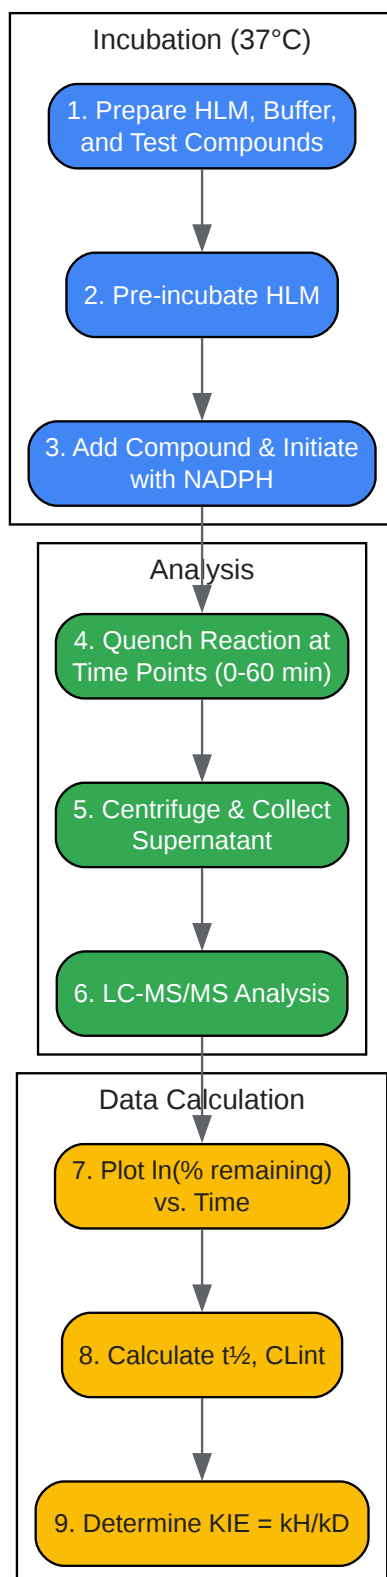 Incubation (37°C)
1. Prepare HLM, Buffer,
and Test Compounds
2. Pre-incubate HLM
3. Add Compound & Initiate
with NADPH
Analysis
4. Quench Reaction at
Time Points (0-60 min)
5. Centrifuge & Collect
Supernatant
6. LC-MS/MS Analysis
Data Calculation
7. Plot ln(% remaining)
vs. Time
8. Calculate t½, CLint
9. Determine KIE = kH/kD